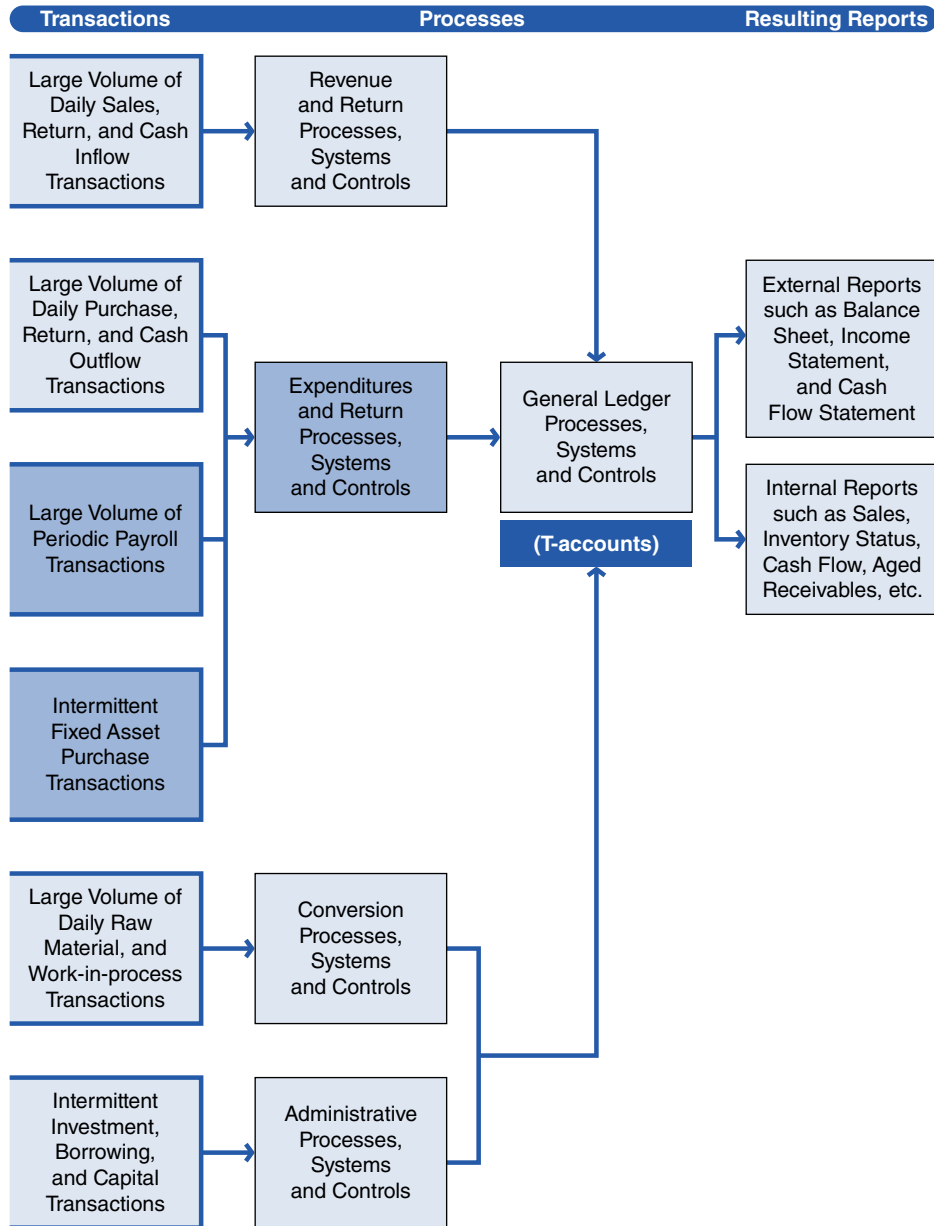 Transactions
Processes
Resulting Reports
Large Volume of
Daily Sales,
Return, and Cash
Inflow
Transactions
Revenue
and Return
Processes,
Systems
and Controls
Large Volume of
Daily Purchase,
Return, and Cash
Outflow
Transactions
Large Volume of
Periodic Payroll
Transactions
Intermittent
Fixed Asset
Purchase
Transactions
Expenditures
and Return
Processes,
Systems
and Controls
General Ledger
Processes,
Systems
and Controls
(T-accounts)
External Reports
such as Balance
Sheet, Income
Statement,
and Cash
Flow Statement
Internal Reports
such as Sales,
Inventory Status,
Cash Flow, Aged
Receivables, etc.
Large Volume of
Daily Raw
Material, and
Work-in-process
Transactions
Conversion
Processes,
Systems
and Controls
Intermittent
Investment,
Borrowing,
and Capital
Transactions
Administrative
Processes,
Systems
and Controls